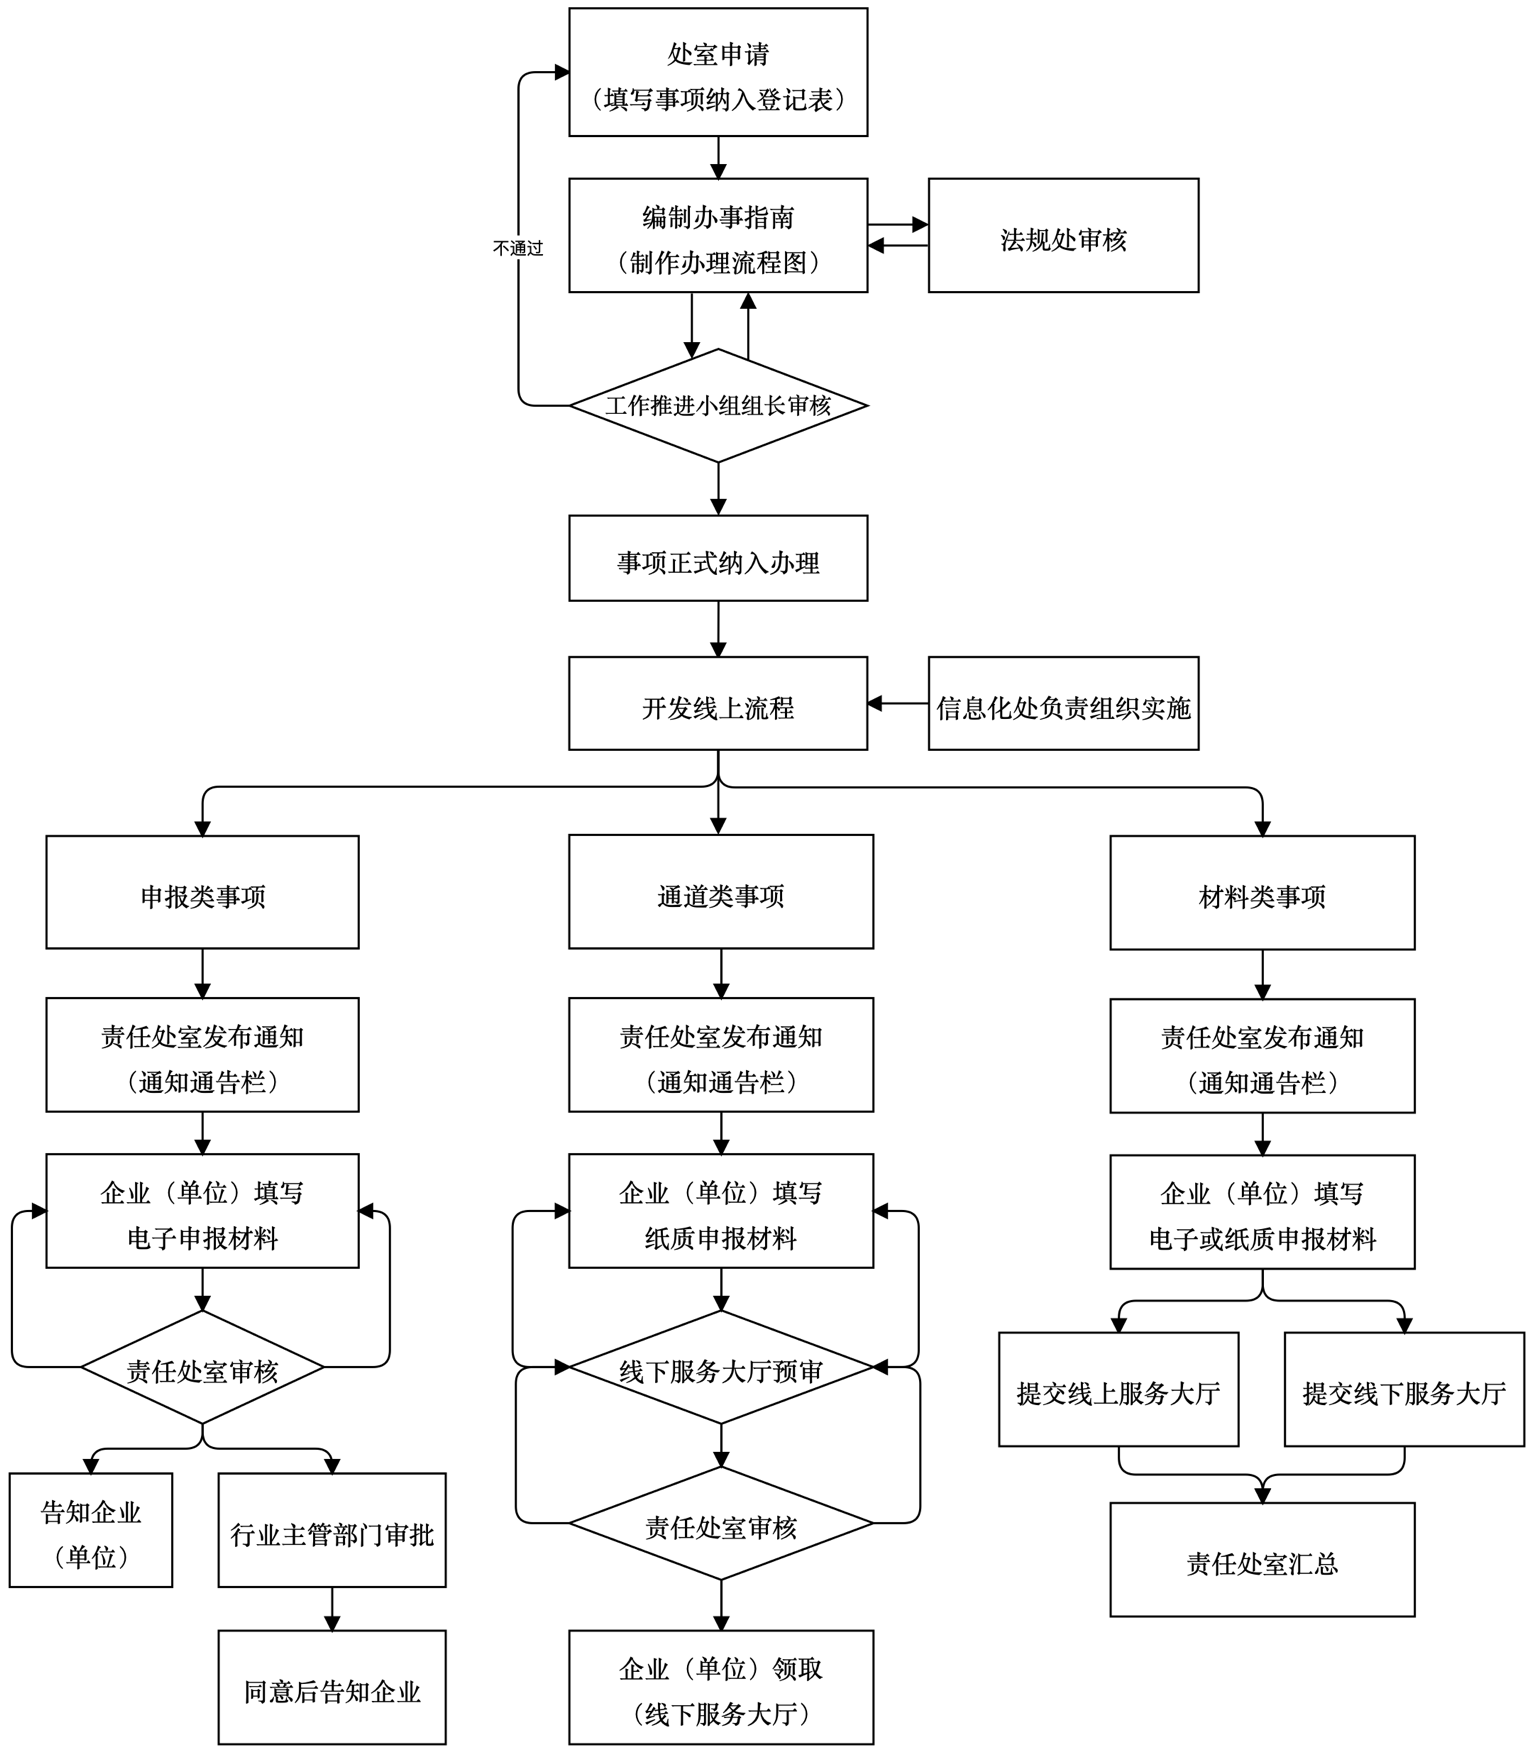 处室申请
（填写事项纳入登记表）
编制办事指南
（制作办理流程图）
法规处审核
不通过
工作推进小组组长审核
事项正式纳入办理
开发线上流程
信息化处负责组织实施
申报类事项
通道类事项
材料类事项
责任处室发布通知
（通知通告栏）
责任处室发布通知
（通知通告栏）
责任处室发布通知
（通知通告栏）
企业（单位）填写
电子申报材料
企业（单位）填写
纸质申报材料
企业（单位）填写
电子或纸质申报材料
责任处室审核
线下服务大厅预审
提交线上服务大厅
提交线下服务大厅
告知企业
（单位）
行业主管部门审批
责任处室审核
责任处室汇总
同意后告知企业
企业（单位）领取
（线下服务大厅）